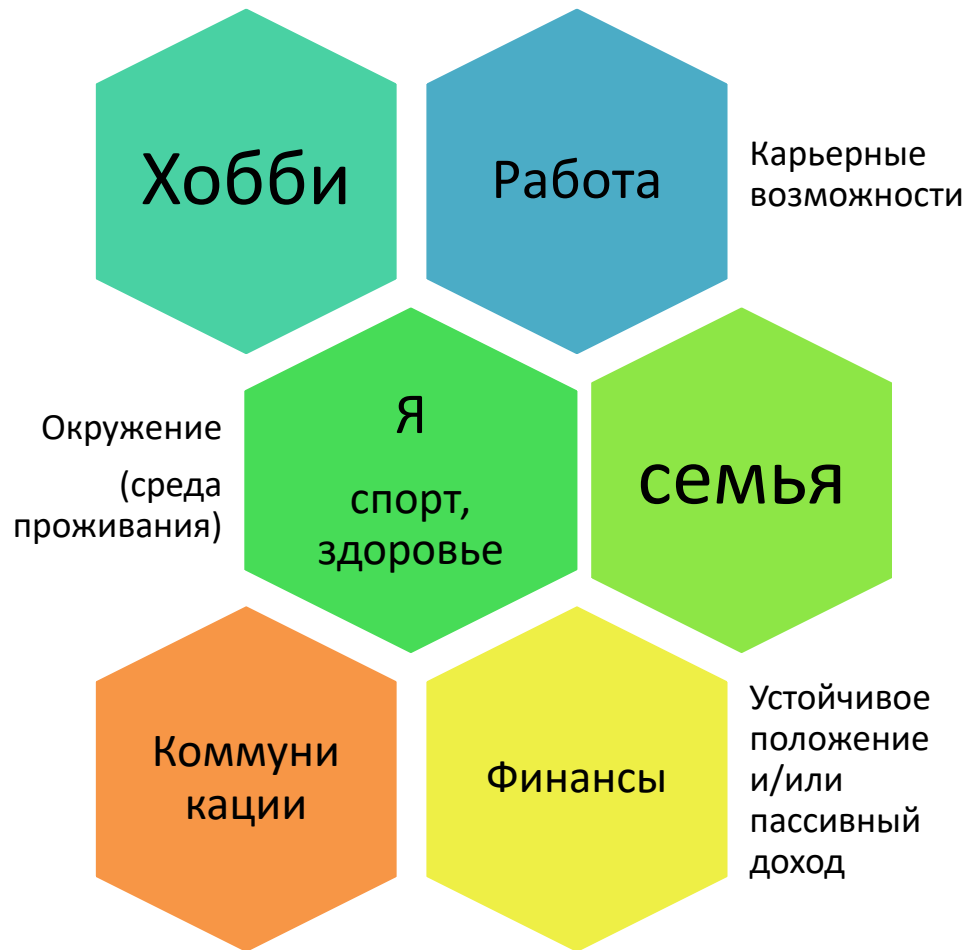 Хобби
Работа
Карьерные
возможности
Окружение
(среда
проживания)
Я
спорт,
здоровье
семья
Коммуни
кации
Финансы
Устойчивое
положение
и/или
пассивный
доход